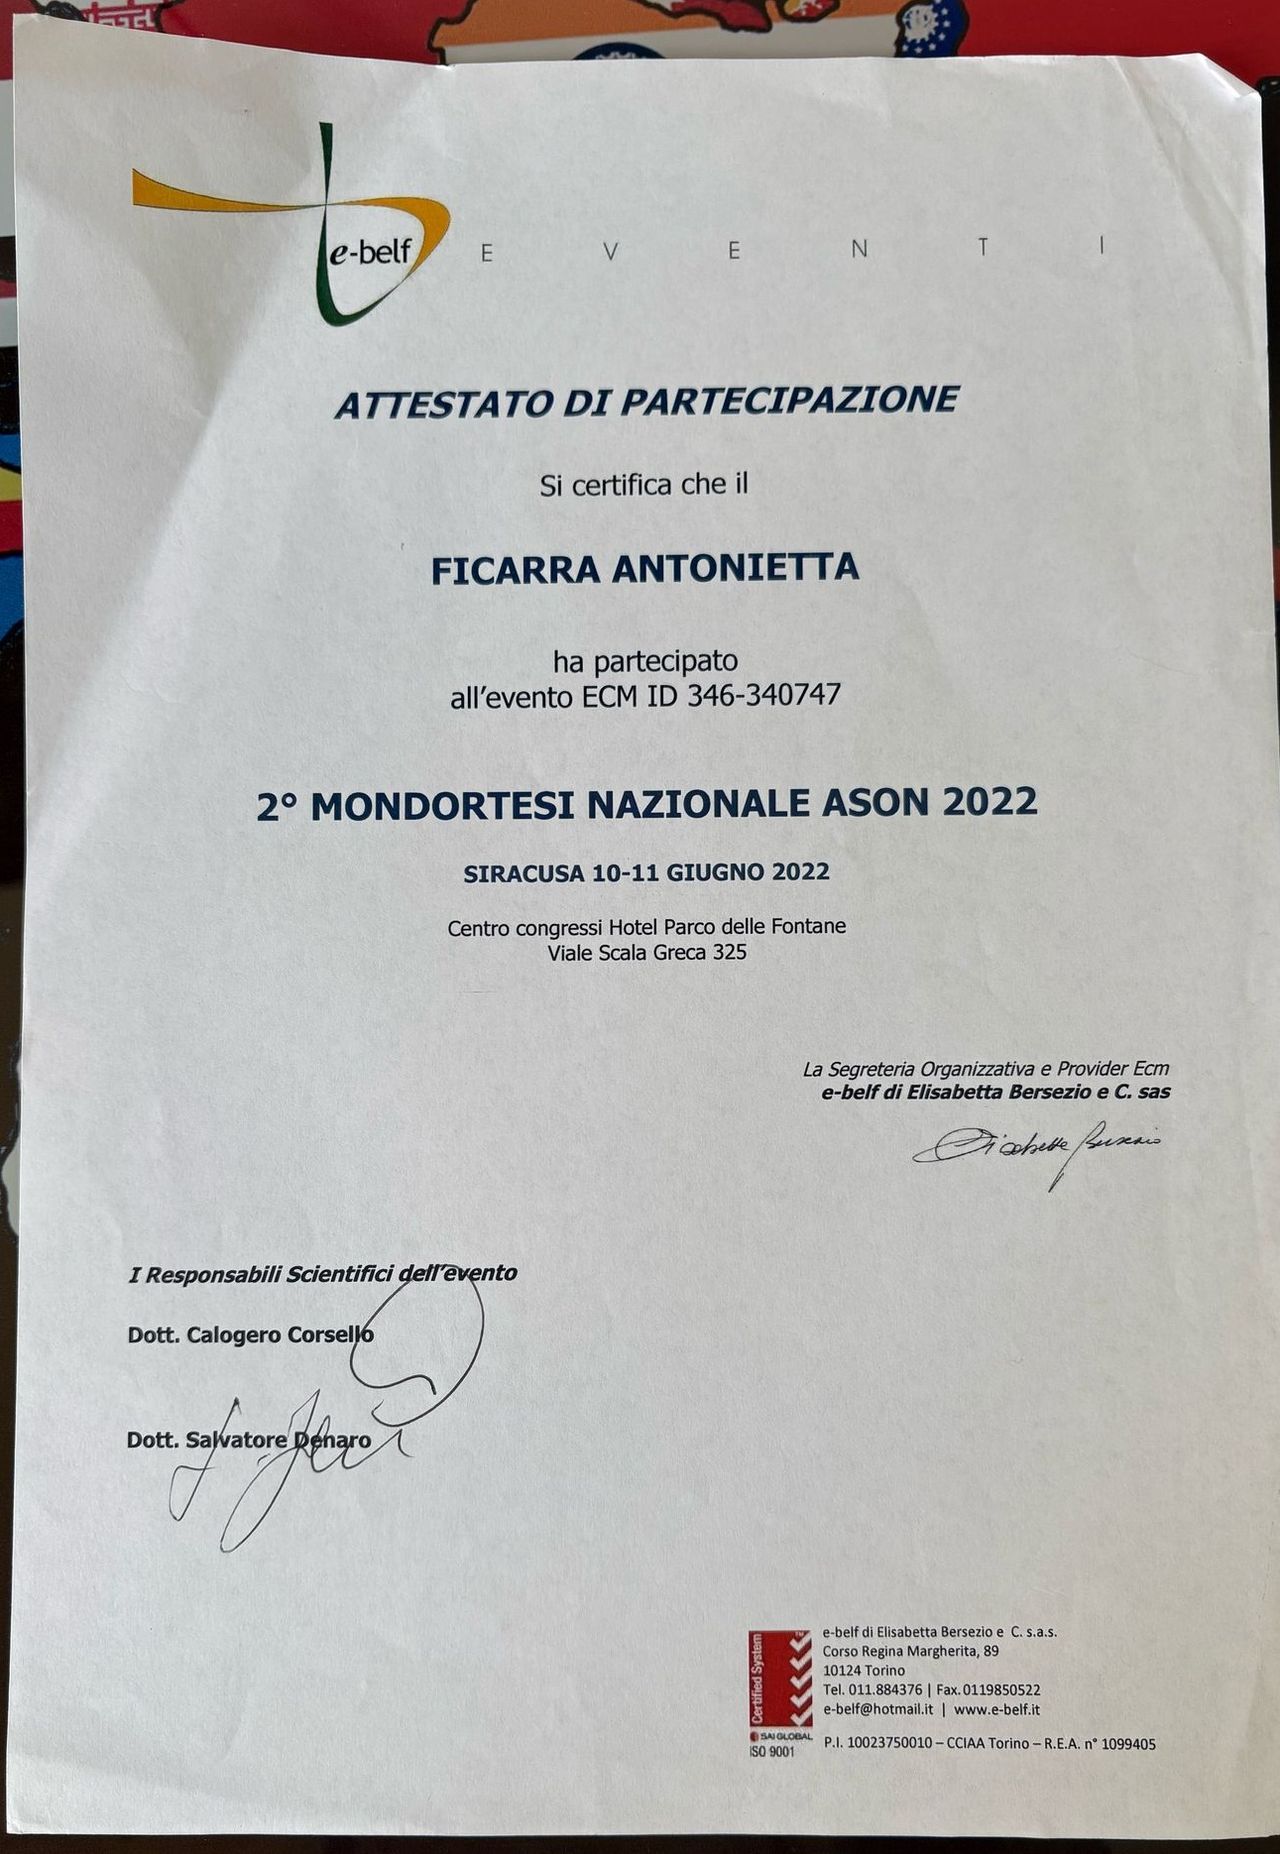 e-belf E V E N T I
ATTESTATO DI PARTECIPAZIONE
Si certifica che il
FICARRA ANTONIETTA
ha partecipato
all'evento ECM ID 346-340747
2° MONDORTESI NAZIONALE ASON 2022
SIRACUSA 10-11 GIUGNO 2022
Centro congressi Hotel Parco delle Fontane
Viale Scala Greca 325
La Segreteria Organizzativa e Provider Ecm
e-belf di Elisabetta Bersezio e C. sas
I Responsabili Scientifici dell'evento
Dott. Calogero Corsello
Dott. Salvatore Denaro
Certified System
SAI GLOBAL
ISO 9001
e-belf di Elisabetta Bersezio e C. s.a.s.
Corso Regina Margherita, 89
10124 Torino
Tel. 011.884376 | Fax. 0119850522
e-belf@hotmail.it | www.e-belf.it
P.I. 10023750010 – CCIAA Torino – R.E.A. n° 1099405